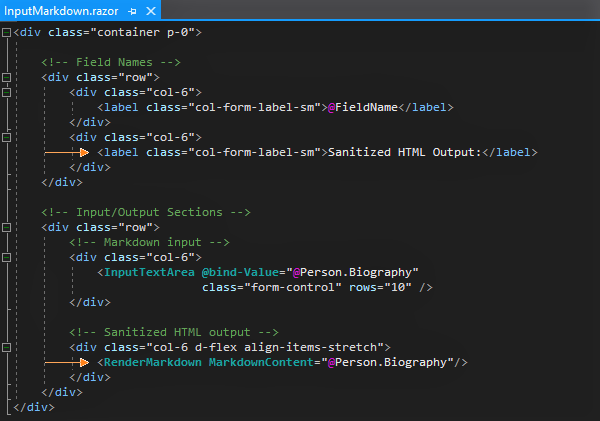 InputMarkdown.razor
<div class="container p-0">
<!-- Field Names -->
<div class="row">
<div class="col-6">
<label class="col-form-label-sm">@FieldName</label>
</div>
<div class="col-6">
<label class="col-form-label-sm">Sanitized HTML Output:</label>
</div>
</div>
<!-- Input/Output Sections -->
<div class="row">
<!-- Markdown input -->
<div class="col-6">
<InputTextArea @bind-Value="@Person.Biography"
class="form-control" rows="10" />
</div>
<!-- Sanitized HTML output -->
<div class="col-6 d-flex align-items-stretch">
<RenderMarkdown MarkdownContent="@Person.Biography"/>
</div>
</div>
</div>